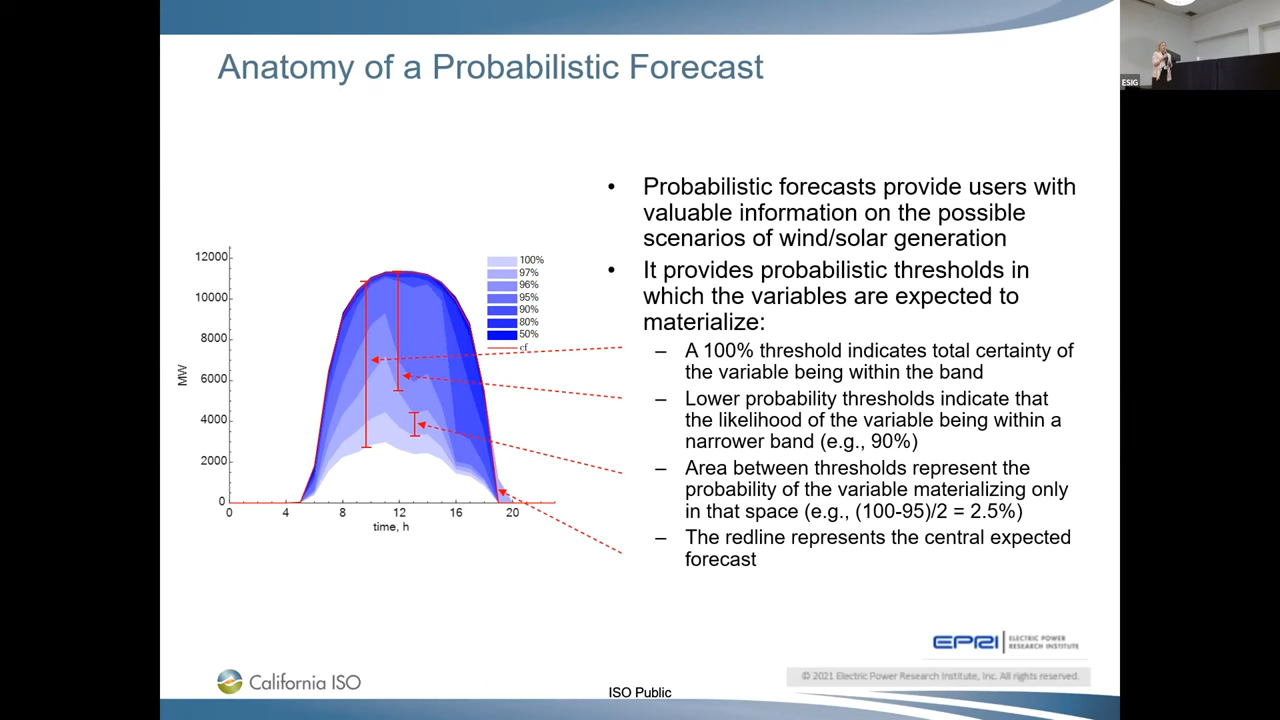 Anatomy of a Probabilistic Forecast
ESIG
• Probabilistic forecasts provide users with
valuable information on the possible
scenarios of wind/solar generation
• It provides probabilistic thresholds in
which the variables are expected to
materialize:
– A 100% threshold indicates total certainty of
the variable being within the band
– Lower probability thresholds indicate that
the likelihood of the variable being within a
narrower band (e.g., 90%)
– Area between thresholds represent the
probability of the variable materializing only
in that space (e.g., (100-95)/2 = 2.5%)
– The redline represents the central expected
forecast
12000
10000
8000
6000
4000
2000
0
MW
0 4 8 12 16 20
time, h
100%
97%
96%
95%
90%
80%
50%
cf
EPRI | ELECTRIC POWER
RESEARCH INSTITUTE
© 2021 Electric Power Research Institute, Inc. All rights reserved.
California ISO
ISO Public